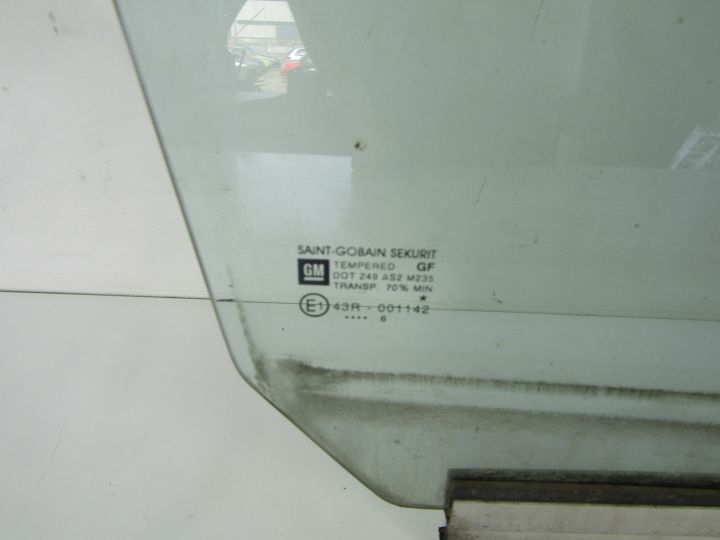 SAINT-GOBAIN SEKURIT
GM TEMPERED GF
DOT 249 AS2 M235
TRANSP. 70% MIN
E1 43R - 001142
•••• 6